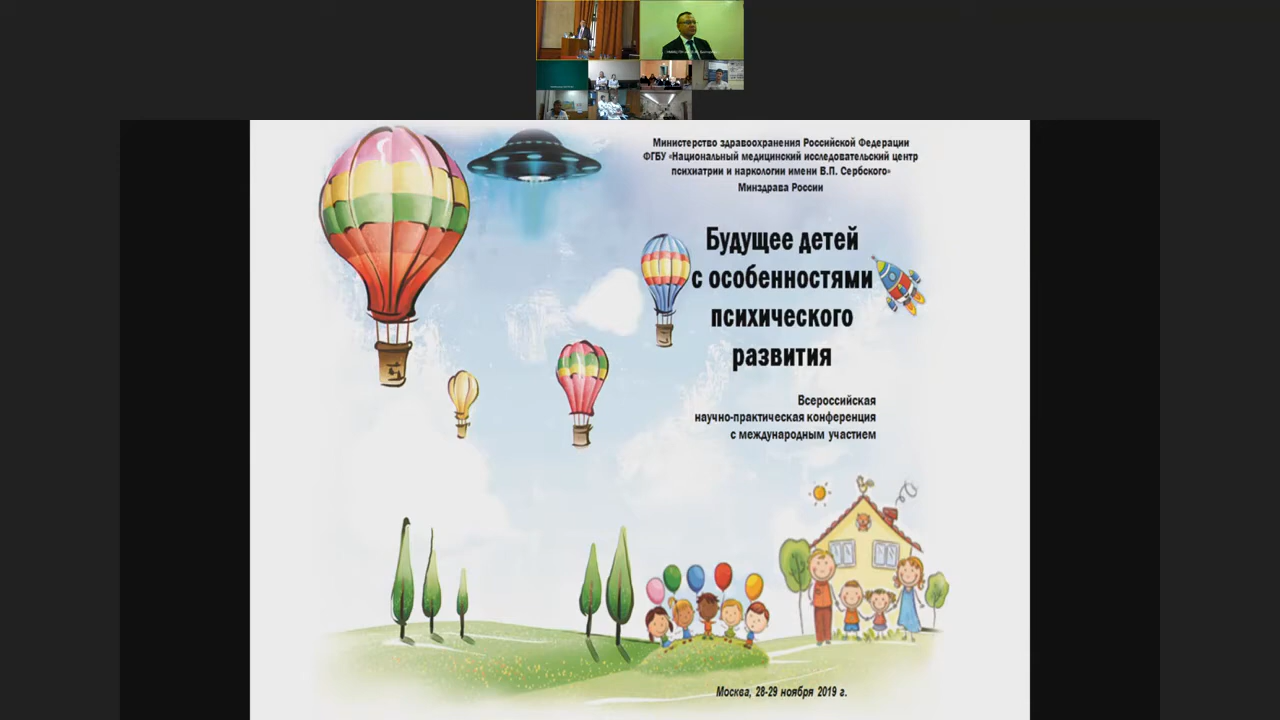 Министерство здравоохранения Российской Федерации
ФГБУ «Национальный медицинский исследовательский центр
психиатрии и наркологии имени В.П. Сербского»
Минздрава России
Будущее детей
с особенностями
психического
развития
Всероссийская
научно-практическая конференция
с международным участием
Москва, 28-29 ноября 2019 г.